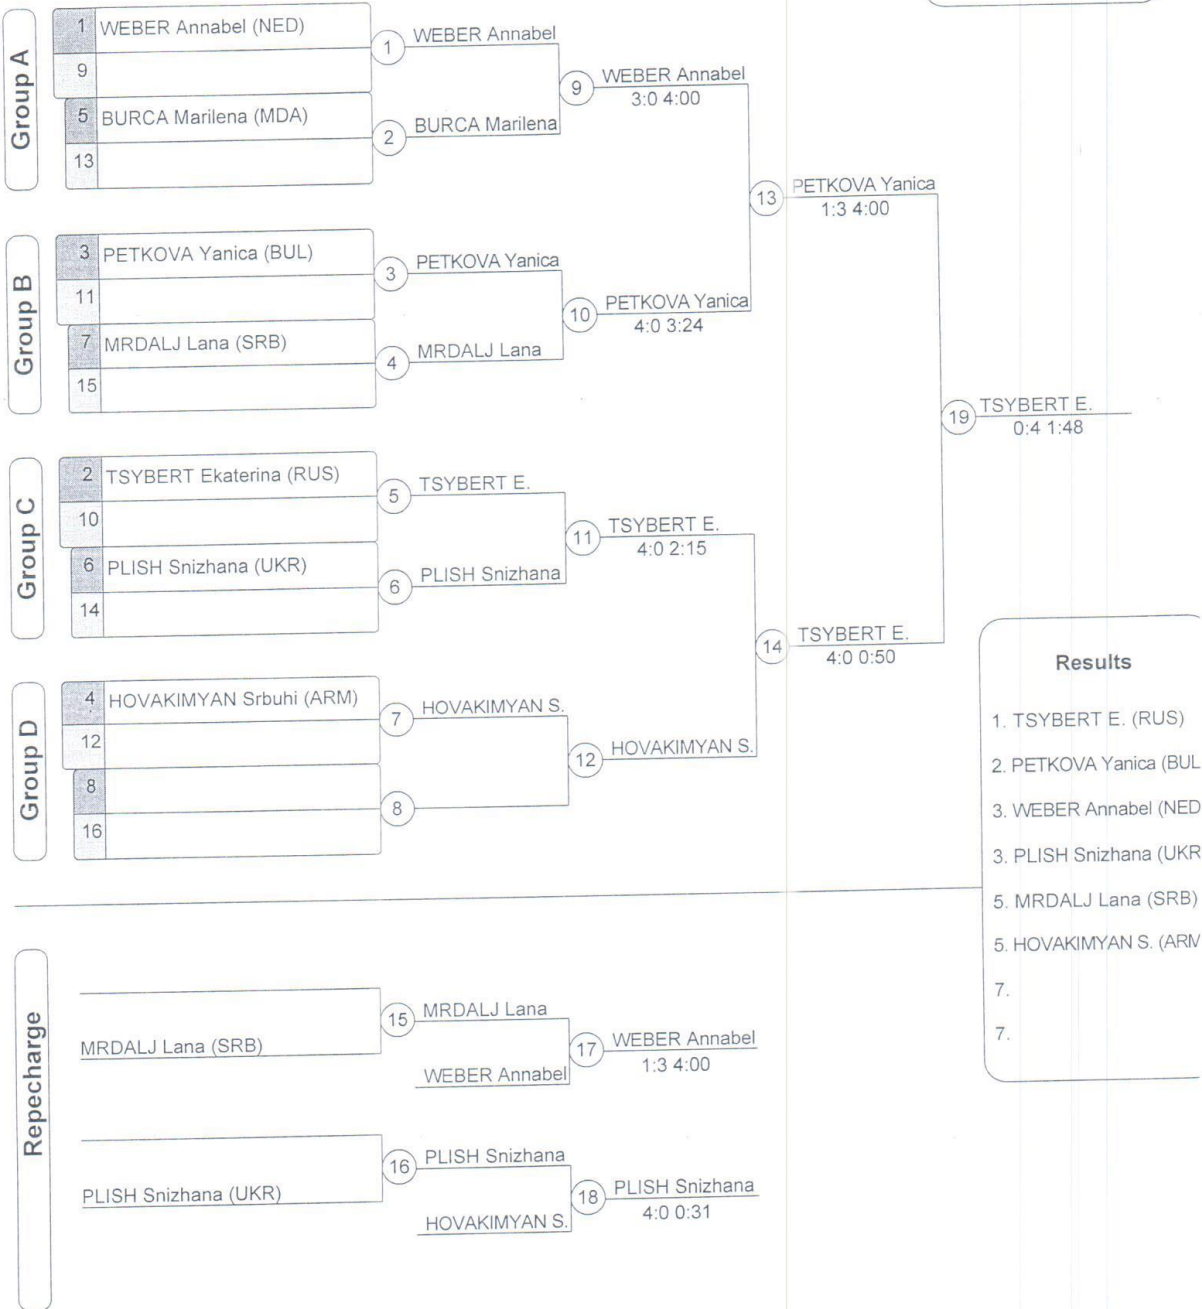 Group A
1 WEBER Annabel (NED)
9
5 BURCA Marilena (MDA)
13
1 WEBER Annabel
2 BURCA Marilena
9 WEBER Annabel
3:0 4:00
13 PETKOVA Yanica
1:3 4:00
Group B
3 PETKOVA Yanica (BUL)
11
7 MRDALJ Lana (SRB)
15
3 PETKOVA Yanica
4 MRDALJ Lana
10 PETKOVA Yanica
4:0 3:24
19 TSYBERT E.
0:4 1:48
Group C
2 TSYBERT Ekaterina (RUS)
10
6 PLISH Snizhana (UKR)
14
5 TSYBERT E.
6 PLISH Snizhana
11 TSYBERT E.
4:0 2:15
14 TSYBERT E.
4:0 0:50
Group D
4 HOVAKIMYAN Srbuhi (ARM)
12
8
16
7 HOVAKIMYAN S.
8
12 HOVAKIMYAN S.
Results
1. TSYBERT E. (RUS)
2. PETKOVA Yanica (BUL
3. WEBER Annabel (NED
3. PLISH Snizhana (UKR
5. MRDALJ Lana (SRB)
5. HOVAKIMYAN S. (ARM
7.
7.
Repecharge
MRDALJ Lana (SRB)
15 MRDALJ Lana
WEBER Annabel
17 WEBER Annabel
1:3 4:00
PLISH Snizhana (UKR)
16 PLISH Snizhana
HOVAKIMYAN S.
18 PLISH Snizhana
4:0 0:31